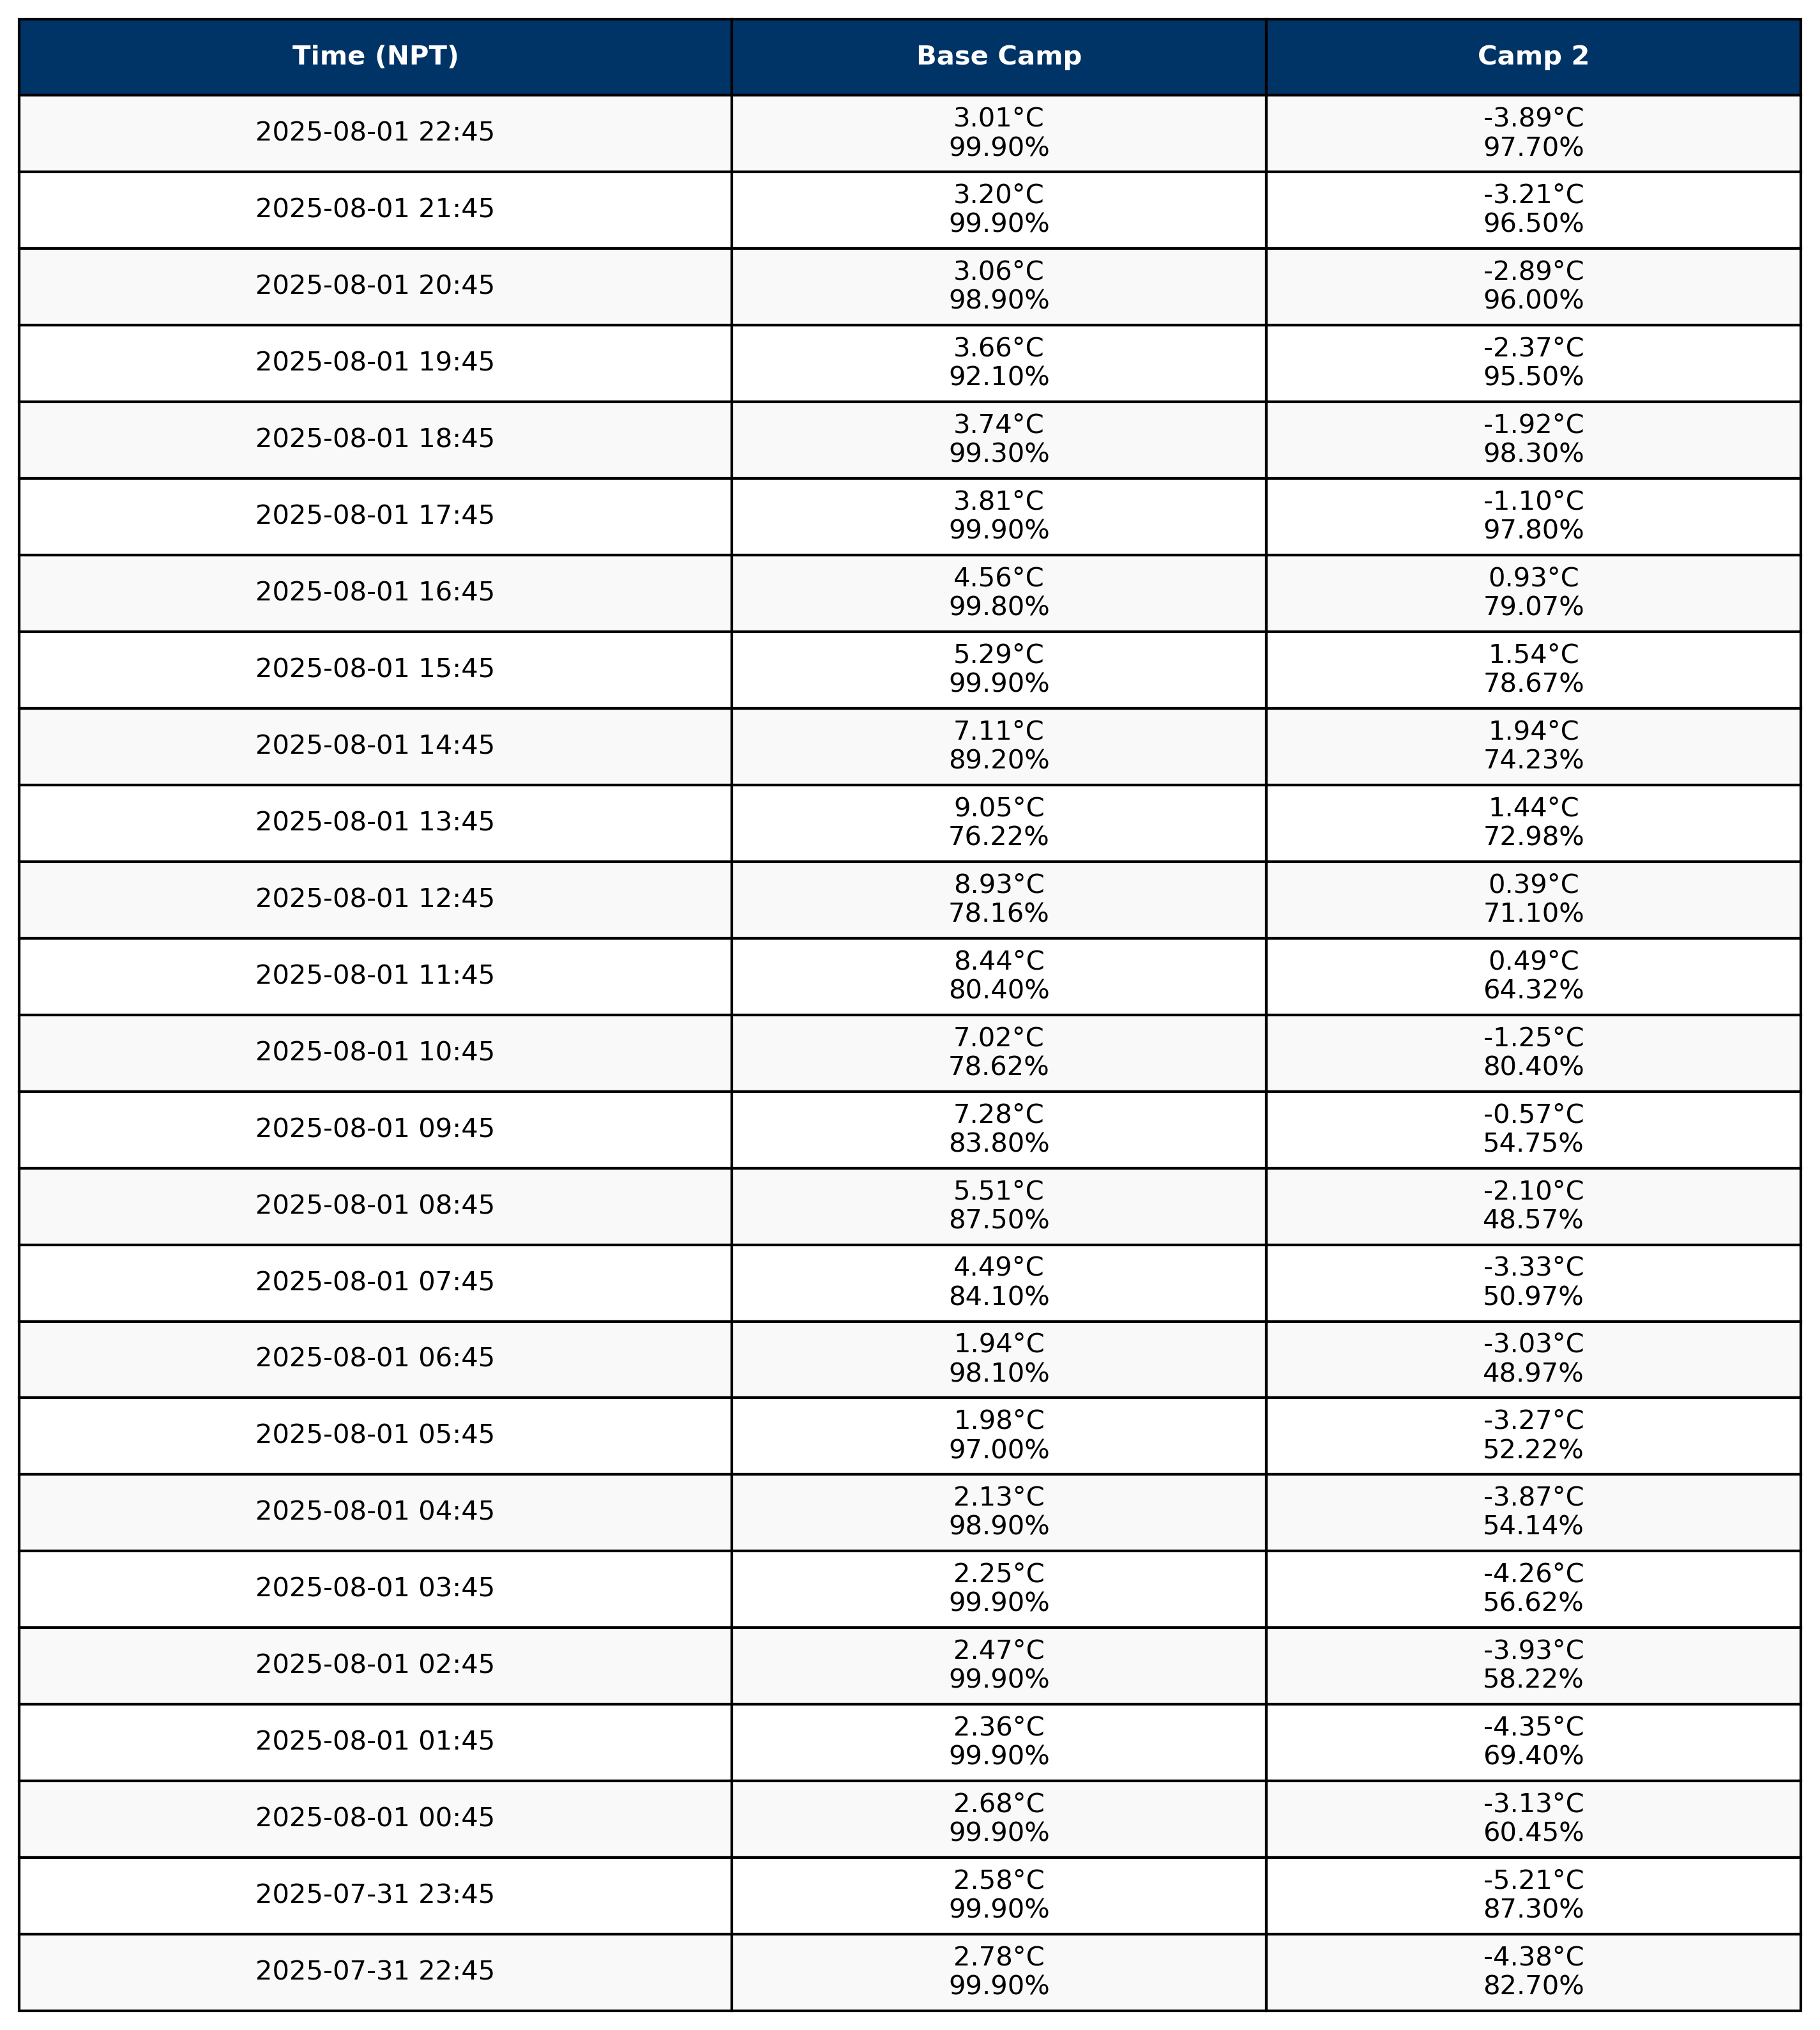 Time (NPT) Base Camp Camp 2
2025-08-01 22:45 3.01°C -3.89°C
99.90% 97.70%
2025-08-01 21:45 3.20°C -3.21°C
99.90% 96.50%
2025-08-01 20:45 3.06°C -2.89°C
98.90% 96.00%
2025-08-01 19:45 3.66°C -2.37°C
92.10% 95.50%
2025-08-01 18:45 3.74°C -1.92°C
99.30% 98.30%
2025-08-01 17:45 3.81°C -1.10°C
99.90% 97.80%
2025-08-01 16:45 4.56°C 0.93°C
99.80% 79.07%
2025-08-01 15:45 5.29°C 1.54°C
99.90% 78.67%
2025-08-01 14:45 7.11°C 1.94°C
89.20% 74.23%
2025-08-01 13:45 9.05°C 1.44°C
76.22% 72.98%
2025-08-01 12:45 8.93°C 0.39°C
78.16% 71.10%
2025-08-01 11:45 8.44°C 0.49°C
80.40% 64.32%
2025-08-01 10:45 7.02°C -1.25°C
78.62% 80.40%
2025-08-01 09:45 7.28°C -0.57°C
83.80% 54.75%
2025-08-01 08:45 5.51°C -2.10°C
87.50% 48.57%
2025-08-01 07:45 4.49°C -3.33°C
84.10% 50.97%
2025-08-01 06:45 1.94°C -3.03°C
98.10% 48.97%
2025-08-01 05:45 1.98°C -3.27°C
97.00% 52.22%
2025-08-01 04:45 2.13°C -3.87°C
98.90% 54.14%
2025-08-01 03:45 2.25°C -4.26°C
99.90% 56.62%
2025-08-01 02:45 2.47°C -3.93°C
99.90% 58.22%
2025-08-01 01:45 2.36°C -4.35°C
99.90% 69.40%
2025-08-01 00:45 2.68°C -3.13°C
99.90% 60.45%
2025-07-31 23:45 2.58°C -5.21°C
99.90% 87.30%
2025-07-31 22:45 2.78°C -4.38°C
99.90% 82.70%